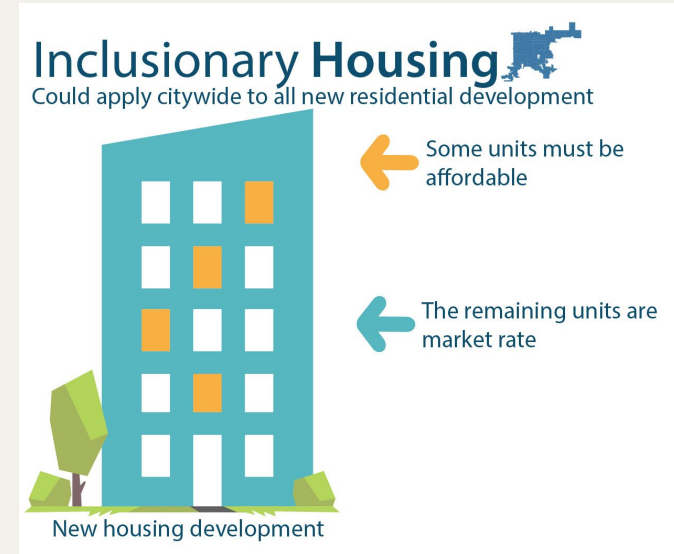 Inclusionary Housing
Could apply citywide to all new residential development
Some units must be
affordable
The remaining units are
market rate
New housing development